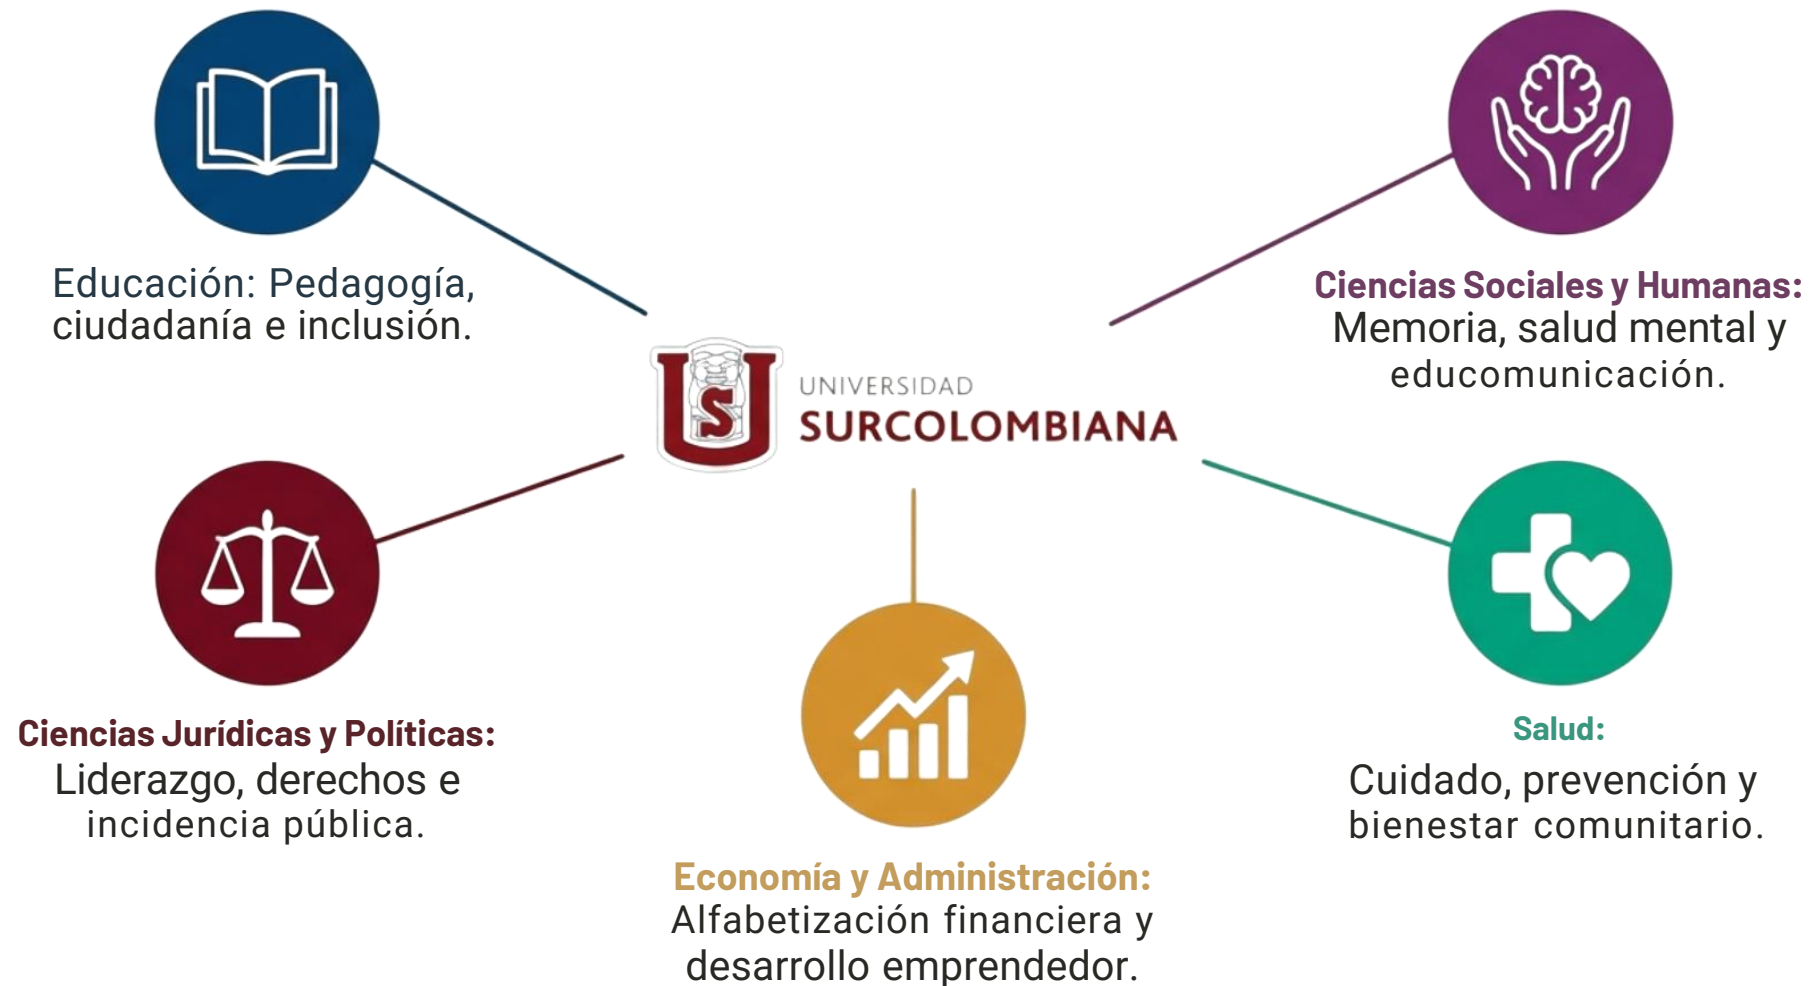 Educación: Pedagogía,
ciudadanía e inclusión.
Ciencias Sociales y Humanas:
Memoria, salud mental y
educomunicación.
US
UNIVERSIDAD
SURCOLOMBIANA
Ciencias Jurídicas y Políticas:
Liderazgo, derechos e
incidencia pública.
Salud:
Cuidado, prevención y
bienestar comunitario.
Economía y Administración:
Alfabetización financiera y
desarrollo emprendedor.